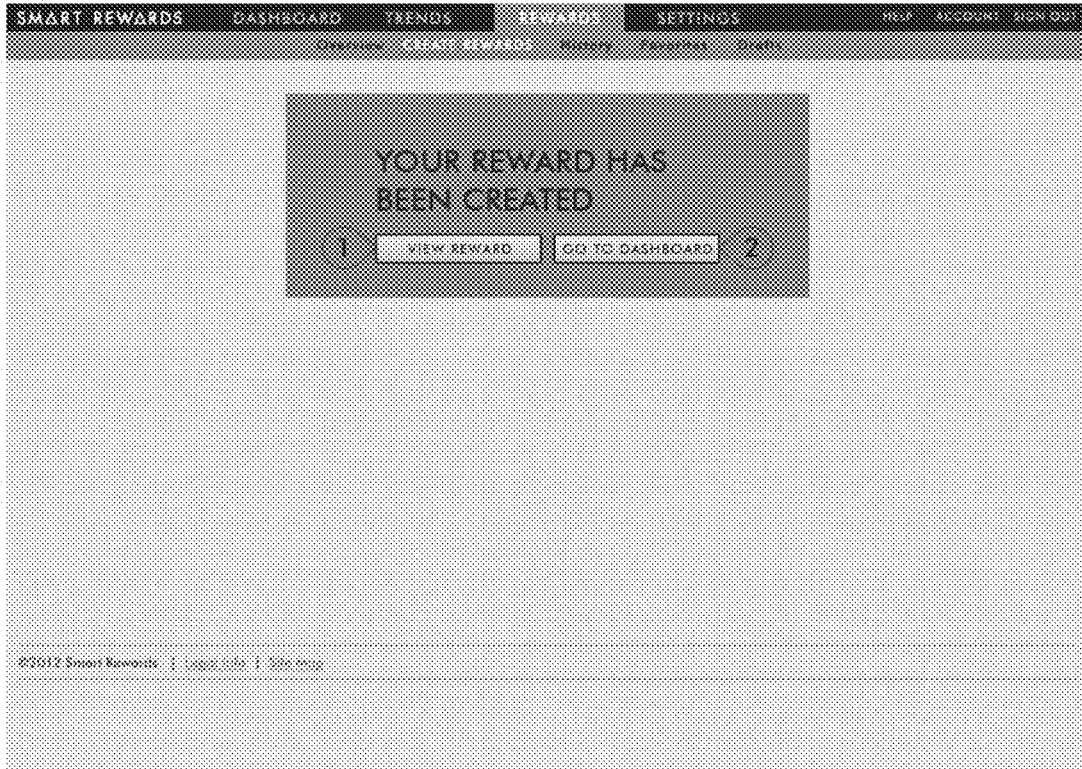 SMART REWARDS DASHBOARD TRENDS REWARDS SETTINGS HELP ACCOUNT SIGN OUT
Overview CREATE REWARDS History Favorites Drafts
YOUR REWARD HAS
BEEN CREATED
1 VIEW REWARD GO TO DASHBOARD 2
©2012 Smart Rewards | Legal Info | Site map